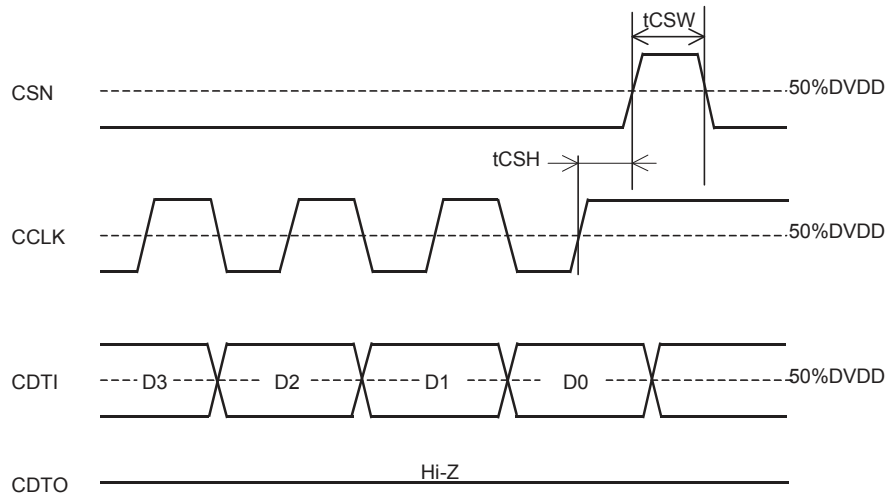 tCSW
CSN
50%DVDD
tCSH
CCLK
50%DVDD
CDTI
D3
D2
D1
D0
50%DVDD
Hi-Z
CDTO